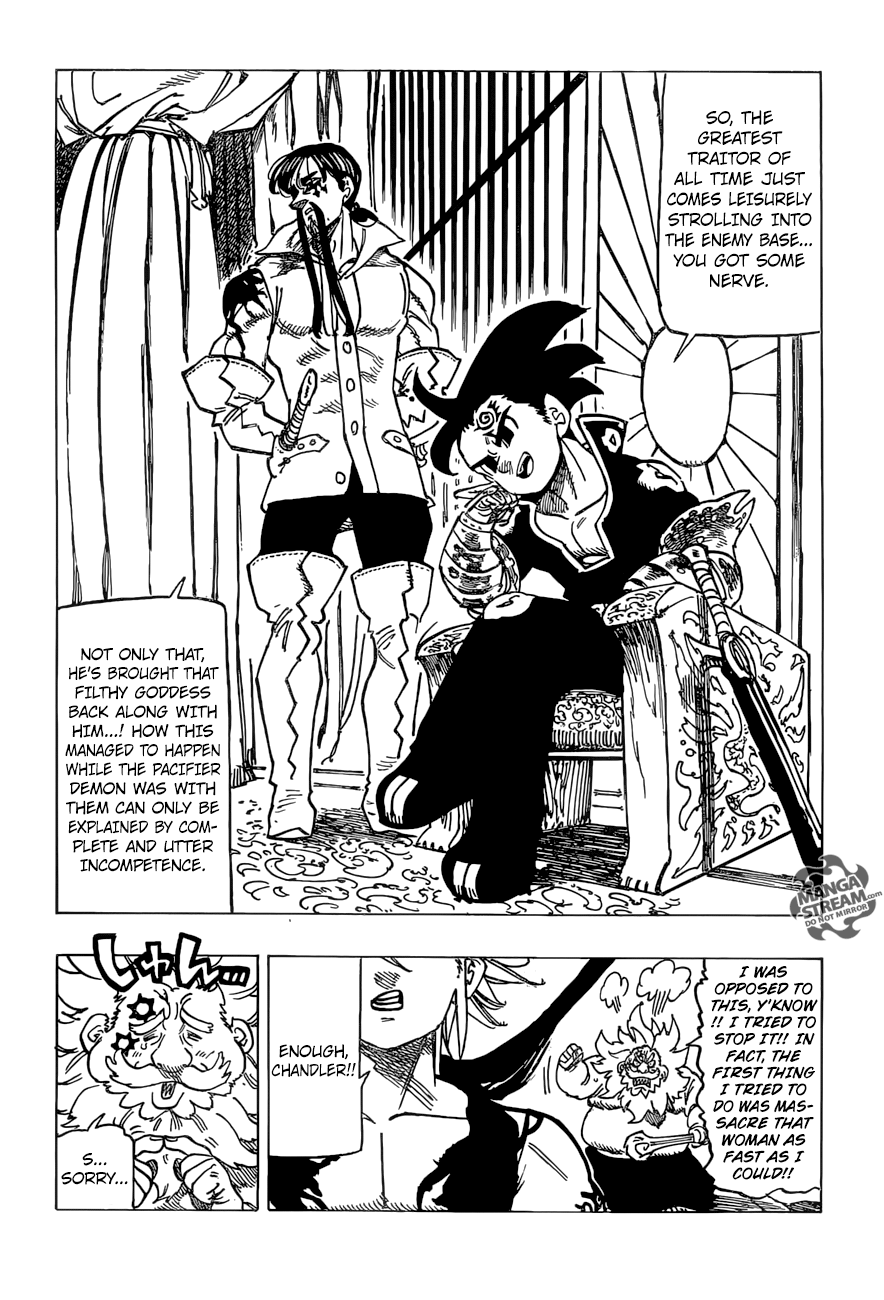 SO, THE
GREATEST
TRAITOR OF
ALL TIME JUST
COMES LEISURELY
STROLLING INTO
THE ENEMY BASE...
YOU GOT SOME
NERVE.
NOT ONLY THAT,
HE'S BROUGHT THAT
FILTHY GODDESS
BACK ALONG WITH
HIM...! HOW THIS
MANAGED TO HAPPEN
WHILE THE PACIFIER
DEMON WAS WITH
THEM CAN ONLY BE
EXPLAINED BY COM-
PLETE AND UTTER
INCOMPETENCE.
MANGA
STREAM.com
DO NOT MIRROR
I WAS
OPPOSED TO
THIS, Y'KNOW
!! I TRIED TO
STOP IT!! IN
FACT, THE
FIRST THING
I TRIED TO
DO WAS MAS-
SACRE THAT
WOMAN AS
FAST AS I
COULD!!
ENOUGH,
CHANDLER!!
しゅん…
S...
SORRY...